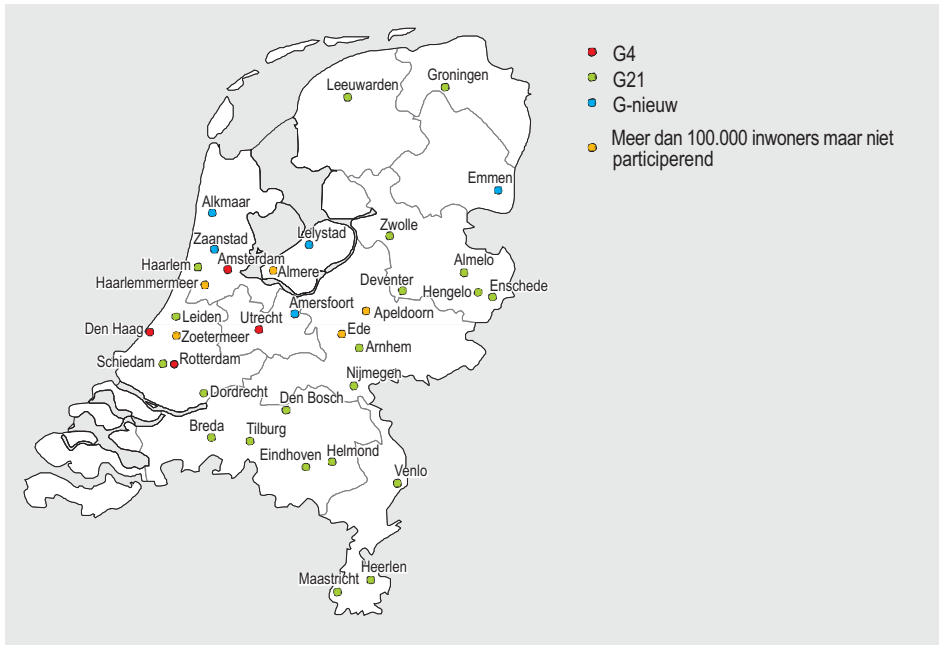 G4
G21
G-nieuw
Meer dan 100.000 inwoners maar niet
participerend
Leeuwarden
Groningen
Emmen
Alkmaar
Zwolle
Lelystad
Zaanstad
Almelo
Amsterdam
Haarlem
Almere
Haarlemmermeer
Deventer
Hengelo
Enschede
Amersfoort
Apeldoorn
Leiden
Utrecht
Den Haag
Ede
Zoetermeer
Arnhem
Schiedam
Rotterdam
Nijmegen
Dordrecht
Den Bosch
Breda
Tilburg
Eindhoven
Helmond
Venlo
Heerlen
Maastricht